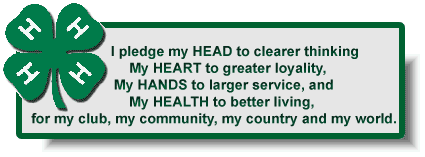 H H
H H
I pledge my HEAD to clearer thinking
My HEART to greater loyality,
My HANDS to larger service, and
My HEALTH to better living,
for my club, my community, my country and my world.